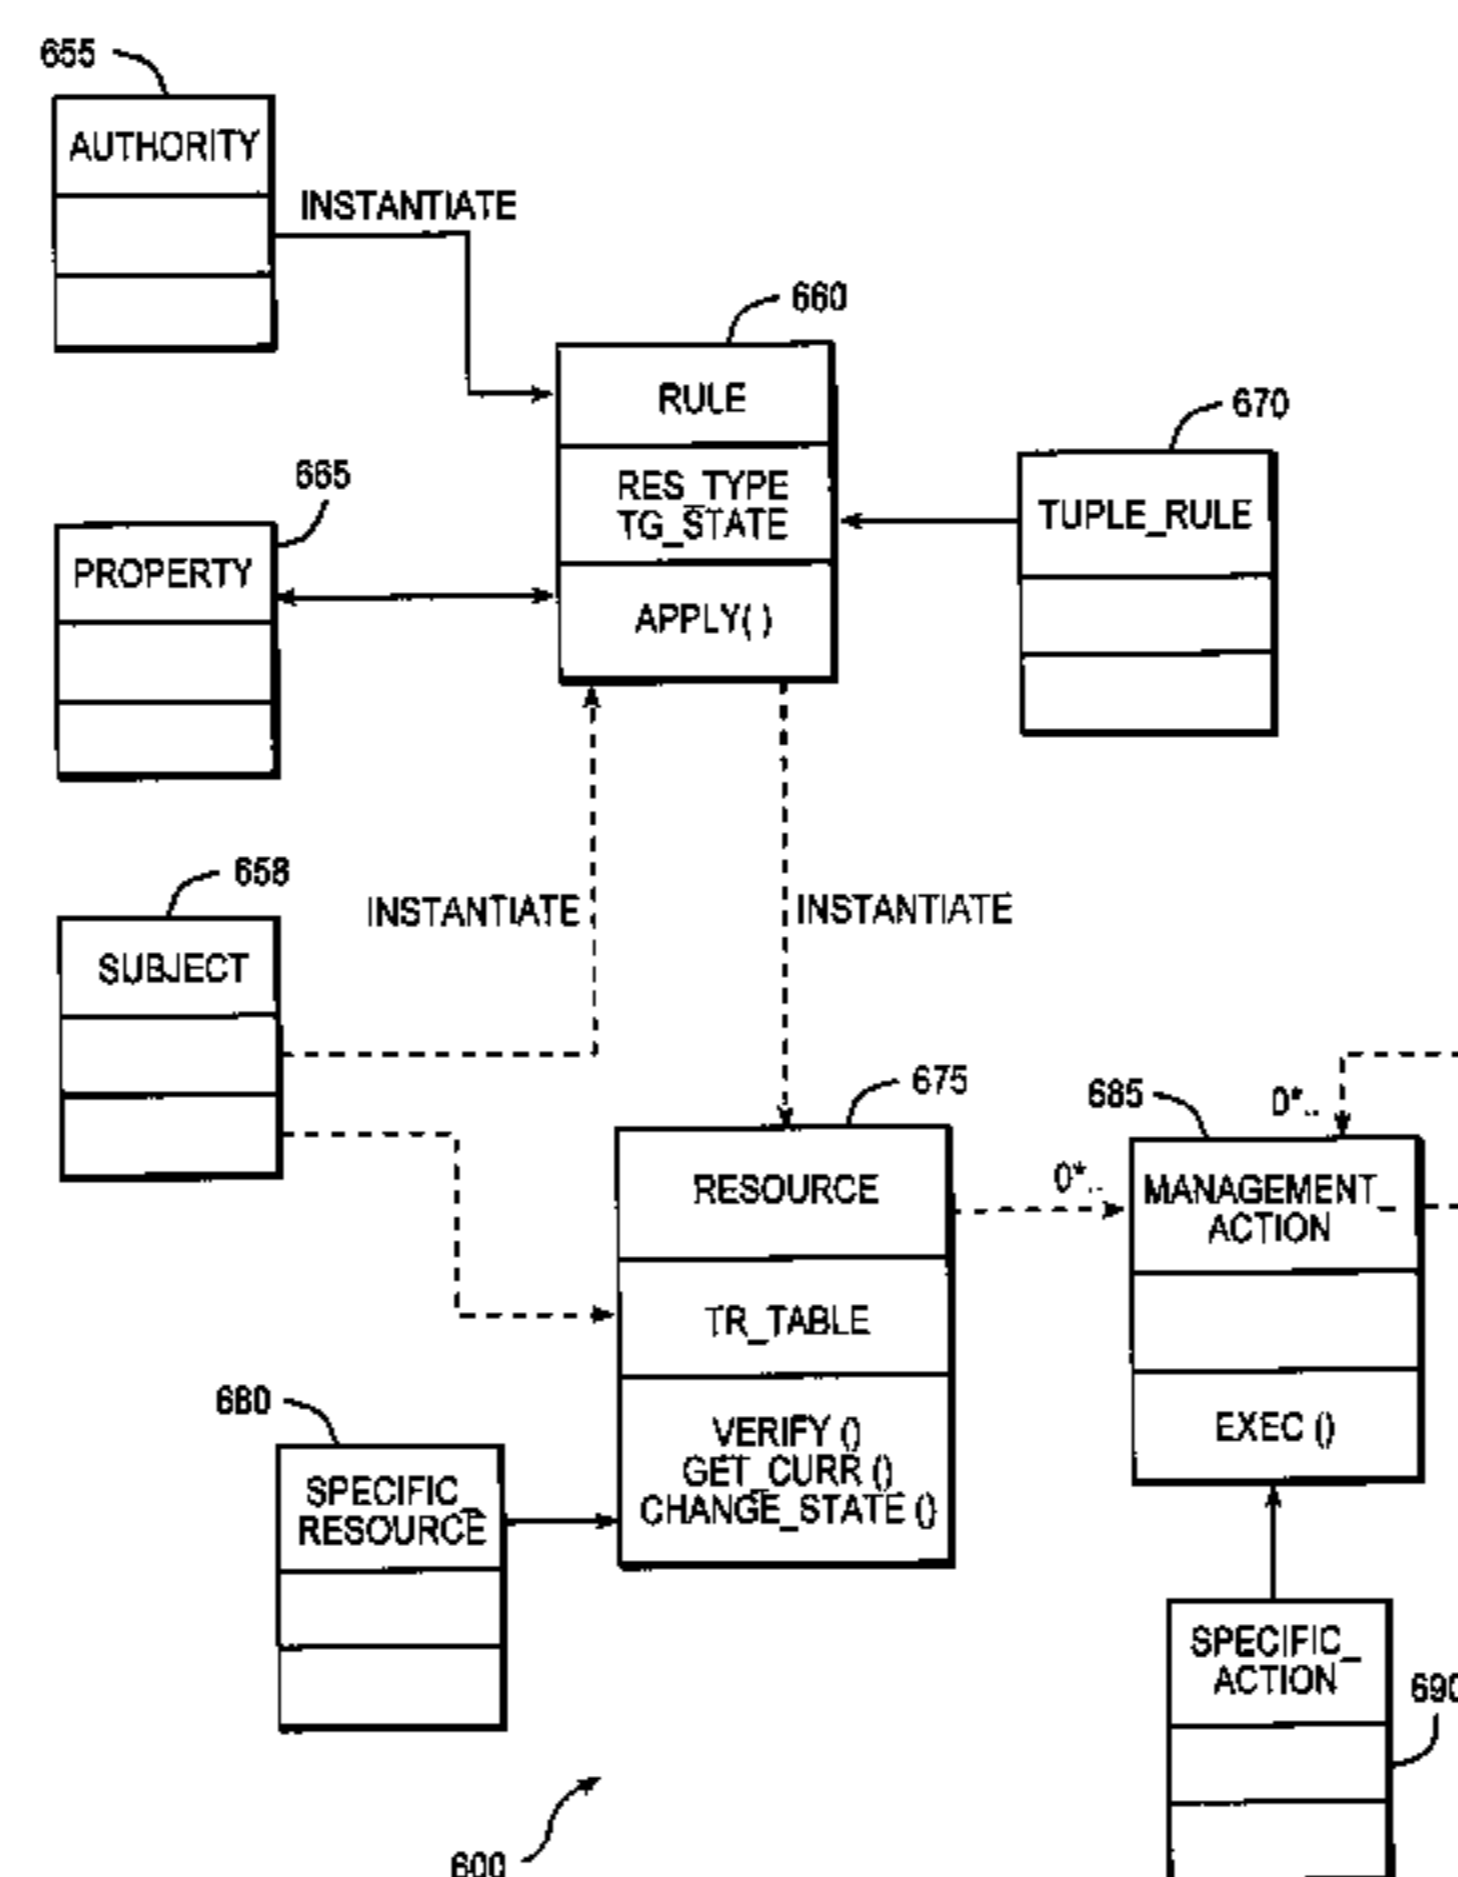 655
AUTHORITY
INSTANTIATE
660
RULE
RES_TYPE
TG_STATE
APPLY( )
670
TUPLE_RULE
665
PROPERTY
658
SUBJECT
INSTANTIATE
INSTANTIATE
675
RESOURCE
TR_TABLE
VERIFY ()
GET_CURR ()
CHANGE_STATE ()
0*..
685
0*..
MANAGEMENT_
ACTION
EXEC ()
680
SPECIFIC_
RESOURCE
SPECIFIC_
ACTION
690
600